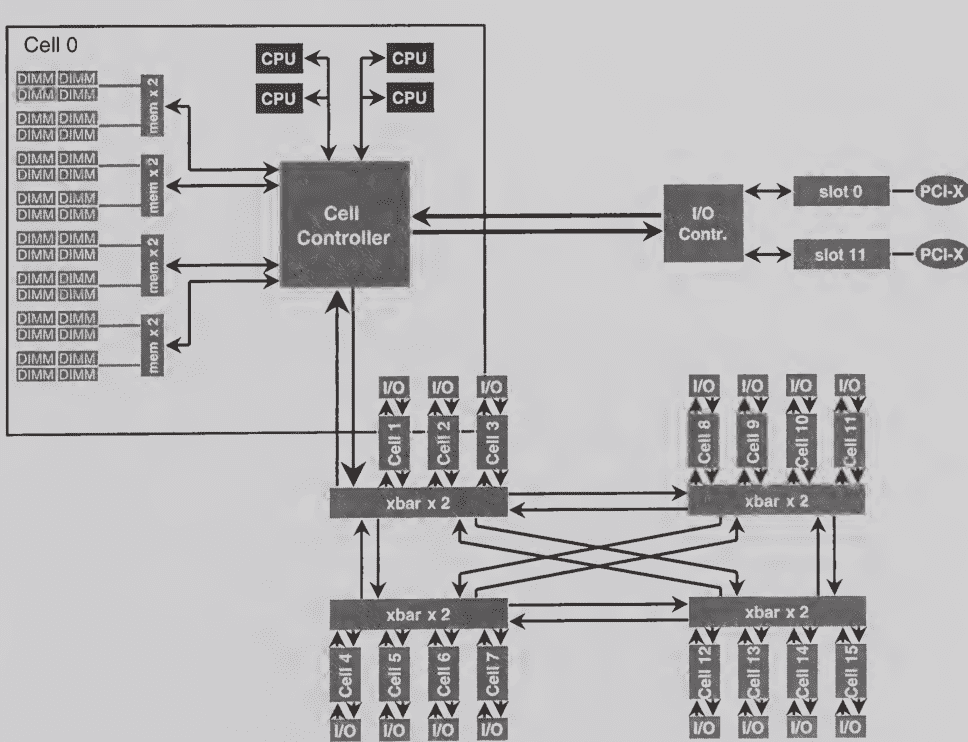 Cell 0
CPU CPU
CPU CPU
DIMM DIMM
DIMM DIMM
DIMM DIMM
DIMM DIMM
mem x 2
DIMM DIMM
DIMM DIMM
DIMM DIMM
DIMM DIMM
mem x 2
DIMM DIMM
DIMM DIMM
DIMM DIMM
DIMM DIMM
mem x 2
DIMM DIMM
DIMM DIMM
DIMM DIMM
DIMM DIMM
mem x 2
Cell
Controller
I/O
Contr.
slot 0 PCI-X
slot 11 PCI-X
I/O I/O I/O
Cell 1 Cell 2 Cell 3
xbar x 2
I/O I/O I/O I/O
Cell 8 Cell 9 Cell 10 Cell 11
xbar x 2
xbar x 2
Cell 4 Cell 5 Cell 6 Cell 7
I/O I/O I/O I/O
xbar x 2
Cell 12 Cell 13 Cell 14 Cell 15
I/O I/O I/O I/O